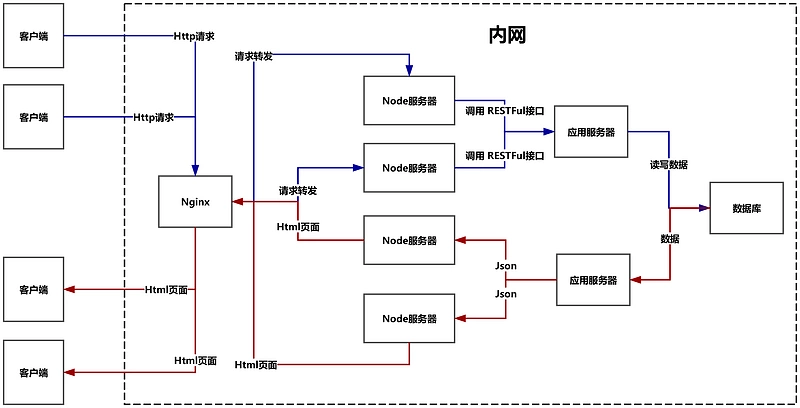 内网
客户端
Http请求
请求转发
客户端
Http请求
Node服务器
调用 RESTFul接口
应用服务器
Node服务器
调用 RESTFul接口
读写数据
请求转发
Nginx
数据库
Html页面
Node服务器
数据
Json
应用服务器
Json
客户端
Html页面
Node服务器
Html页面
Html页面
客户端